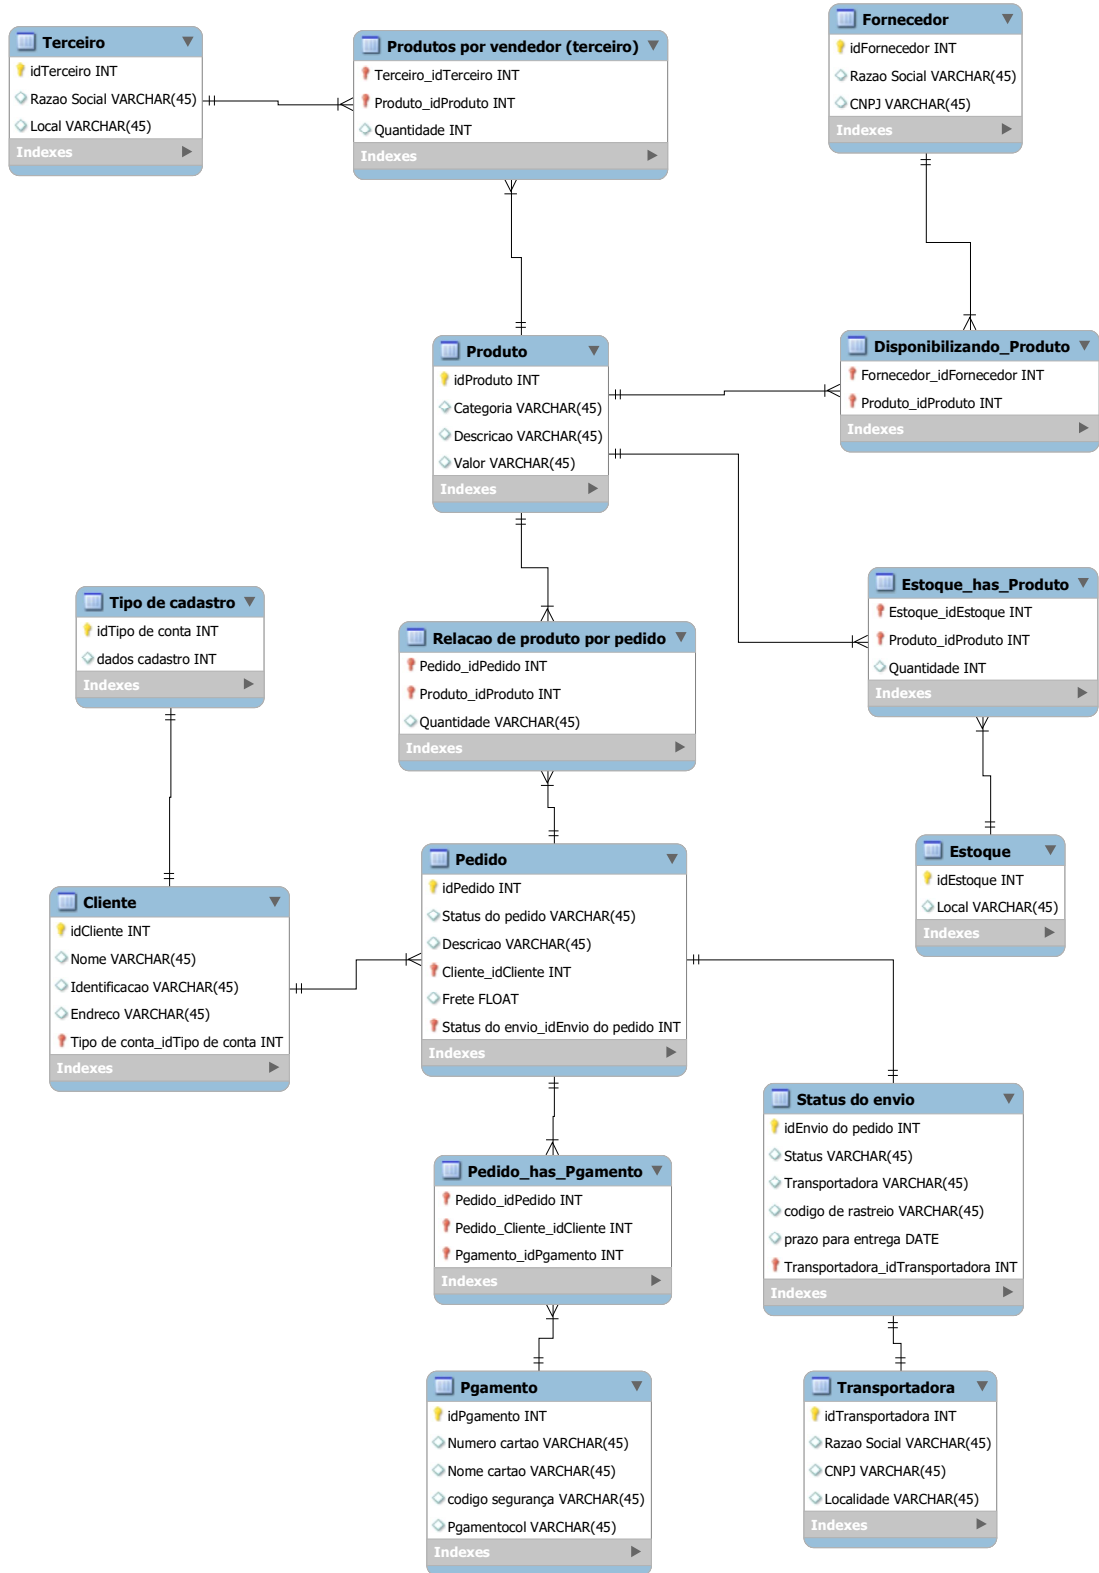 Terceiro
idTerceiro INT
Razao Social VARCHAR(45)
Local VARCHAR(45)
Indexes
Produtos por vendedor (terceiro)
Terceiro_idTerceiro INT
Produto_idProduto INT
Quantidade INT
Indexes
Fornecedor
idFornecedor INT
Razao Social VARCHAR(45)
CNPJ VARCHAR(45)
Indexes
Produto
idProduto INT
Categoria VARCHAR(45)
Descricao VARCHAR(45)
Valor VARCHAR(45)
Indexes
Disponibilizando_Produto
Fornecedor_idFornecedor INT
Produto_idProduto INT
Indexes
Tipo de cadastro
idTipo de conta INT
dados cadastro INT
Indexes
Relacao de produto por pedido
Pedido_idPedido INT
Produto_idProduto INT
Quantidade VARCHAR(45)
Indexes
Estoque_has_Produto
Estoque_idEstoque INT
Produto_idProduto INT
Quantidade INT
Indexes
Estoque
idEstoque INT
Local VARCHAR(45)
Indexes
Cliente
idCliente INT
Nome VARCHAR(45)
Identificacao VARCHAR(45)
Endreco VARCHAR(45)
Tipo de conta_idTipo de conta INT
Indexes
Pedido
idPedido INT
Status do pedido VARCHAR(45)
Descricao VARCHAR(45)
Cliente_idCliente INT
Frete FLOAT
Status do envio_idEnvio do pedido INT
Indexes
Status do envio
idEnvio do pedido INT
Status VARCHAR(45)
Transportadora VARCHAR(45)
codigo de rastreio VARCHAR(45)
prazo para entrega DATE
Transportadora_idTransportadora INT
Indexes
Pedido_has_Pgamento
Pedido_idPedido INT
Pedido_Cliente_idCliente INT
Pgamento_idPgamento INT
Indexes
Pgamento
idPgamento INT
Numero cartao VARCHAR(45)
Nome cartao VARCHAR(45)
codigo segurança VARCHAR(45)
Pgamentocol VARCHAR(45)
Indexes
Transportadora
idTransportadora INT
Razao Social VARCHAR(45)
CNPJ VARCHAR(45)
Localidade VARCHAR(45)
Indexes